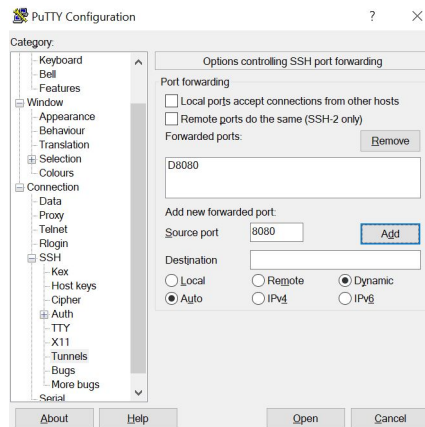 PuTTY Configuration
?
×
Category:
Keyboard
Bell
Features
Window
Appearance
Behaviour
Translation
Selection
Colours
Connection
Data
Proxy
Telnet
Rlogin
SSH
Kex
Host keys
Cipher
Auth
TTY
X11
Tunnels
Bugs
More bugs
Serial
Options controlling SSH port forwarding
Port forwarding
Local ports accept connections from other hosts
Remote ports do the same (SSH-2 only)
Forwarded ports:
Remove
D8080
Add new forwarded port:
Source port
8080
Add
Destination
Local
Remote
Dynamic
Auto
IPv4
IPv6
About
Help
Open
Cancel